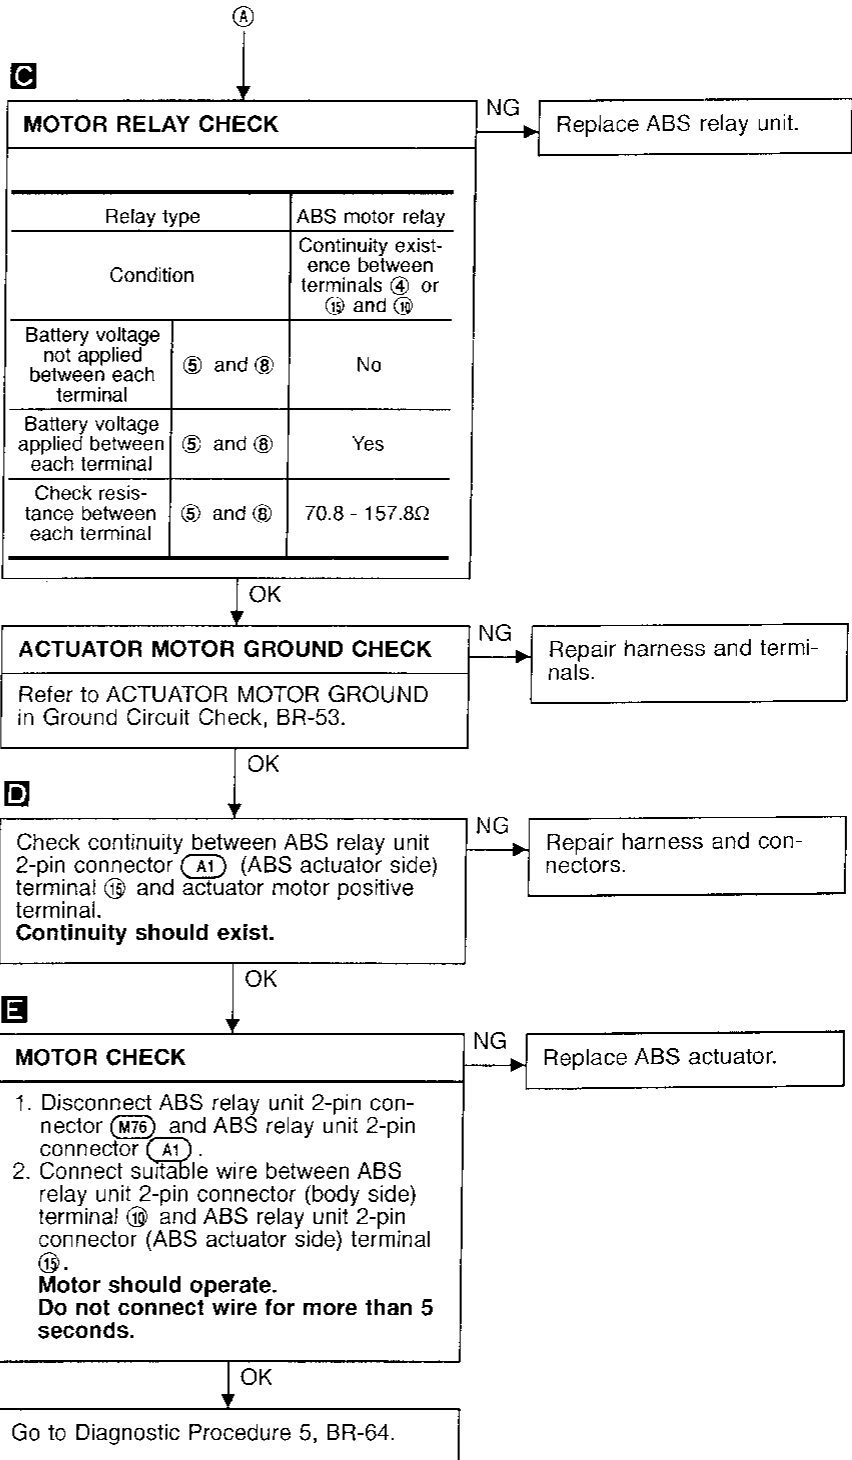 Ⓐ
C
MOTOR RELAY CHECK
NG
Replace ABS relay unit.
Relay type
ABS motor relay
Condition
Continuity exist-
ence between
terminals ④ or
⑮ and ⑩
Battery voltage
not applied
between each
terminal
⑤ and ⑧
No
Battery voltage
applied between
each terminal
⑤ and ⑧
Yes
Check resis-
tance between
each terminal
⑤ and ⑧
70.8 - 157.8Ω
OK
ACTUATOR MOTOR GROUND CHECK
NG
Repair harness and termi-
nals.
Refer to ACTUATOR MOTOR GROUND
in Ground Circuit Check, BR-53.
OK
D
Check continuity between ABS relay unit
2-pin connector A1 (ABS actuator side)
terminal ⑮ and actuator motor positive
terminal.
Continuity should exist.
NG
Repair harness and con-
nectors.
OK
E
MOTOR CHECK
NG
Replace ABS actuator.
1. Disconnect ABS relay unit 2-pin con-
nector M76 and ABS relay unit 2-pin
connector A1 .
2. Connect suitable wire between ABS
relay unit 2-pin connector (body side)
terminal ⑩ and ABS relay unit 2-pin
connector (ABS actuator side) terminal
⑮.
Motor should operate.
Do not connect wire for more than 5
seconds.
OK
Go to Diagnostic Procedure 5, BR-64.